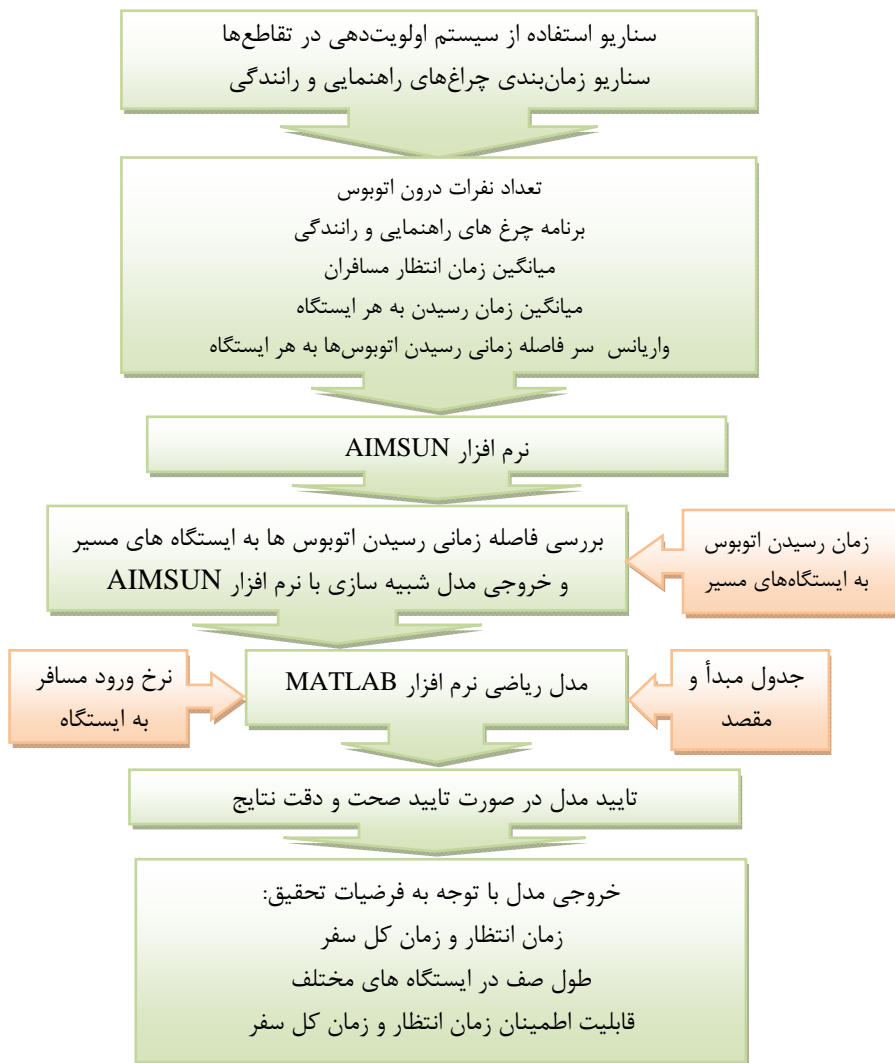 سناریو استفاده از سیستم اولویت‌دهی در تقاطع‌ها
سناریو زمان‌بندی چراغ‌های راهنمایی و رانندگی
تعداد نفرات درون اتوبوس
برنامه چرغ های راهنمایی و رانندگی
میانگین زمان انتظار مسافران
میانگین زمان رسیدن به هر ایستگاه
واریانس سر فاصله زمانی رسیدن اتوبوس‌ها به هر ایستگاه
نرم افزار AIMSUN
بررسی فاصله زمانی رسیدن اتوبوس ها به ایستگاه های مسیر
و خروجی مدل شبیه سازی با نرم افزار AIMSUN
زمان رسیدن اتوبوس
به ایستگاه‌های مسیر
جدول مبدأ و
مقصد
مدل ریاضی نرم افزار MATLAB
نرخ ورود مسافر
به ایستگاه
تایید مدل در صورت تایید صحت و دقت نتایج
خروجی مدل با توجه به فرضیات تحقیق:
زمان انتظار و زمان کل سفر
طول صف در ایستگاه های مختلف
قابلیت اطمینان زمان انتظار و زمان کل سفر